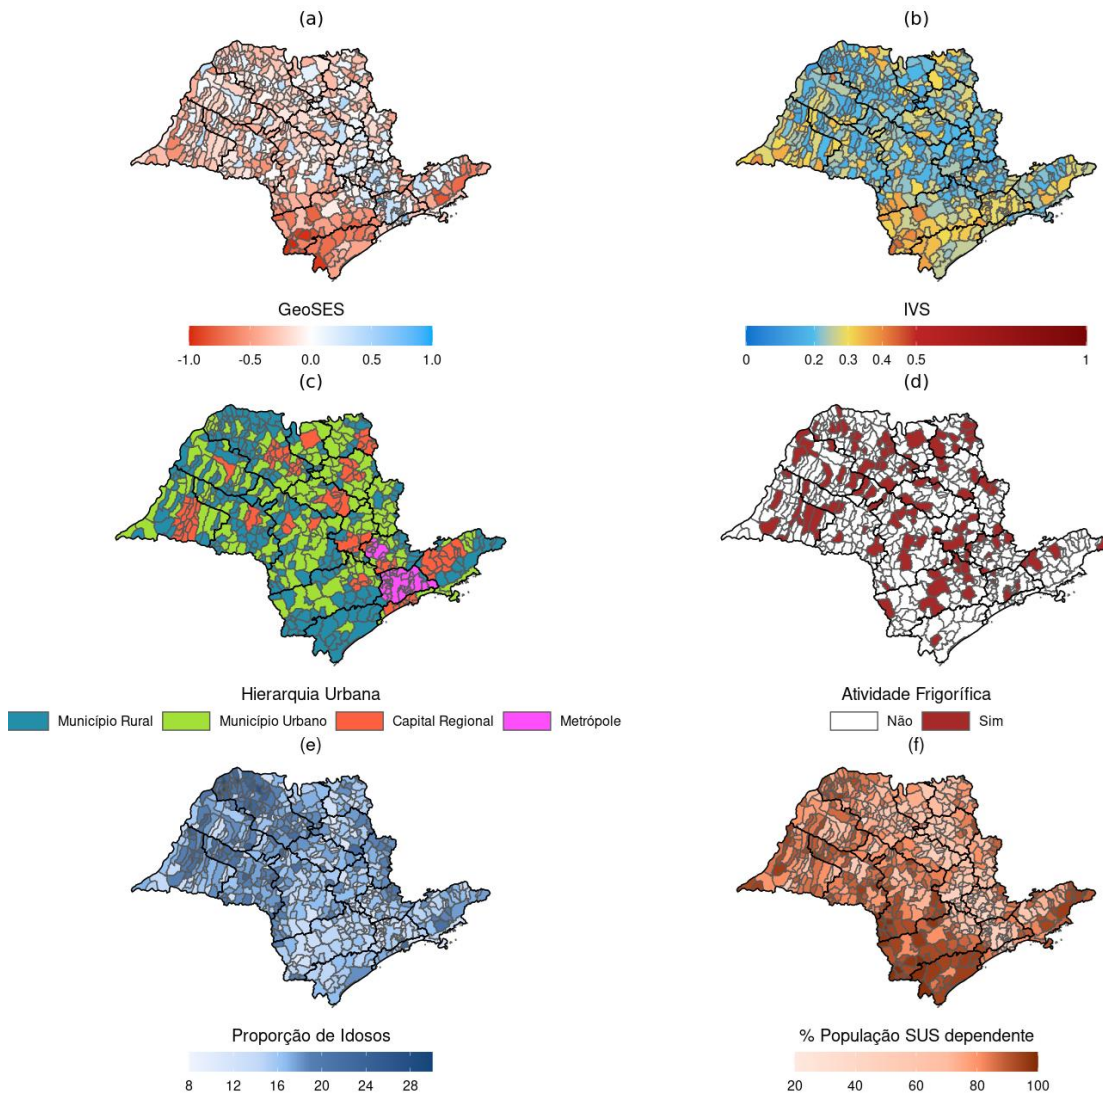 (a)
(b)
GeoSES
-1.0 -0.5 0.0 0.5 1.0
IVS
0 0.2 0.3 0.4 0.5 1
(c)
(d)
Hierarquia Urbana
Município Rural Município Urbano Capital Regional Metrópole
Atividade Frigorífica
Não Sim
(e)
(f)
Proporção de Idosos
8 12 16 20 24 28
% População SUS dependente
20 40 60 80 100